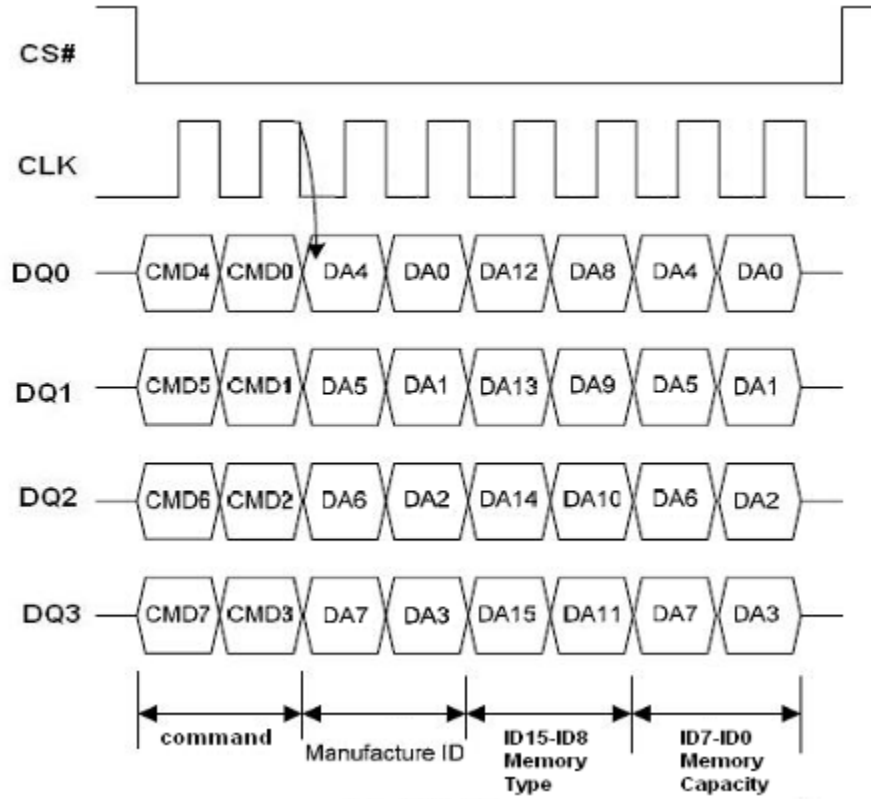 CS#
CLK
DQ0 CMD4 CMD0 DA4 DA0 DA12 DA8 DA4 DA0
DQ1 CMD5 CMD1 DA5 DA1 DA13 DA9 DA5 DA1
DQ2 CMD6 CMD2 DA6 DA2 DA14 DA10 DA6 DA2
DQ3 CMD7 CMD3 DA7 DA3 DA15 DA11 DA7 DA3
command
Manufacture ID
ID15-ID8
Memory
Type
ID7-ID0
Memory
Capacity